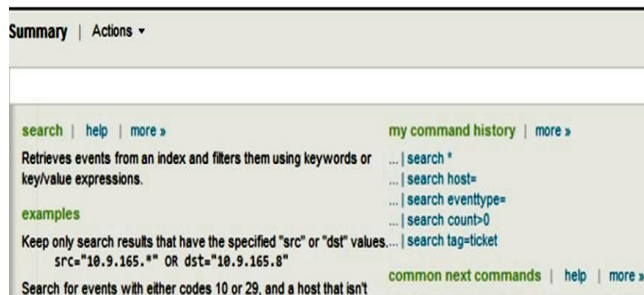 Summary | Actions
search | help | more »
Retrieves events from an index and filters them using keywords or
key/value expressions.
examples
Keep only search results that have the specified "src" or "dst" values.
src="10.9.165.*" OR dst="10.9.165.8"
Search for events with either codes 10 or 29, and a host that isn't
my command history | more »
... | search *
... | search host=
... | search eventtype=
... | search count>0
... | search tag=ticket
common next commands | help | more »